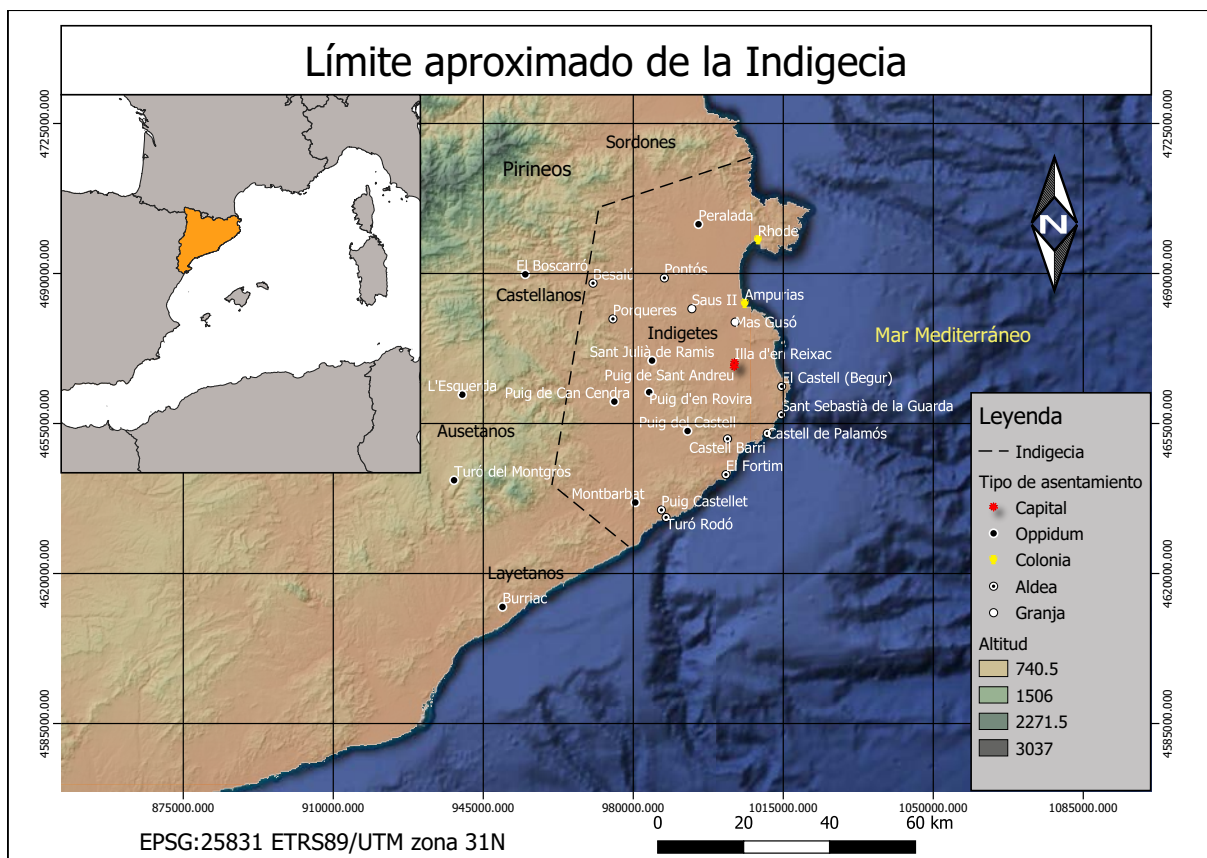 Límite aproximado de la Indigecia
4725000.000
4725000.000
Sordones
Pirineos
Peralada
Rhode
N
4690000.000
4690000.000
El Boscarró
Besalú
Pontós
Castellanos
Saus II
Ampurias
Porqueres
Mas Gusó
Indigetes
Mar Mediterráneo
Sant Julià de Ramis
Illa d'en Reixac
Puig de Sant Andreu
El Castell (Begur)
L'Esquerda
Puig de Can Cendra
Puig d'en Rovira
Sant Sebastià de la Guarda
4655000.000
Ausetanos
Puig del Castell
Castell de Palamós
Castell Barri
Turó del Montgròs
El Fortim
Montbarbat
Puig Castellet
Turó Rodó
4620000.000
4620000.000
Layetanos
Burriac
4585000.000
4585000.000
Leyenda
Indigecia
Tipo de asentamiento
Capital
Oppidum
Colonia
Aldea
Granja
Altitud
740.5
1506
2271.5
3037
4655000.000
875000.000
910000.000
945000.000
980000.000
1015000.000
1050000.000
1085000.000
EPSG:25831 ETRS89/UTM zona 31N
0
20
40
60 km